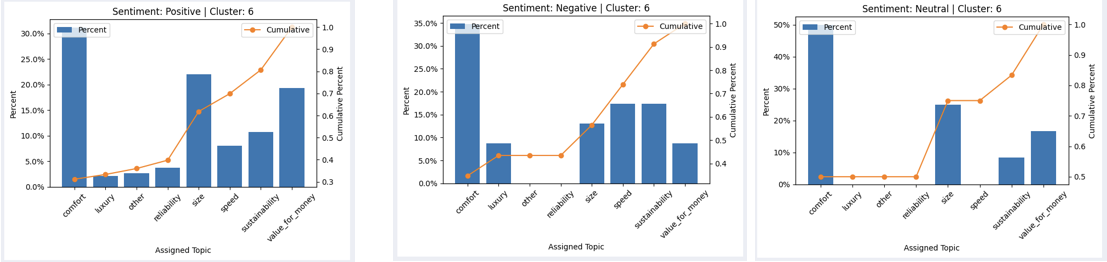 Sentiment: Positive | Cluster: 6
Percent
Cumulative
30.0%
25.0%
20.0%
15.0%
10.0%
5.0%
0.0%
Percent
1.0
0.9
0.8
0.7
0.6
0.5
0.4
0.3
Cumulative Percent
comfort
luxury
other
reliability
size
speed
sustainability
value_for_money
Assigned Topic
Sentiment: Negative | Cluster: 6
Percent
Cumulative
35.0%
30.0%
25.0%
20.0%
15.0%
10.0%
5.0%
0.0%
Percent
1.0
0.9
0.8
0.7
0.6
0.5
0.4
Cumulative Percent
comfort
luxury
other
reliability
size
speed
sustainability
value_for_money
Assigned Topic
Sentiment: Neutral | Cluster: 6
Percent
Cumulative
50%
40%
30%
20%
10%
0%
Percent
1.0
0.9
0.8
0.7
0.6
0.5
Cumulative Percent
comfort
luxury
other
reliability
size
speed
sustainability
value_for_money
Assigned Topic